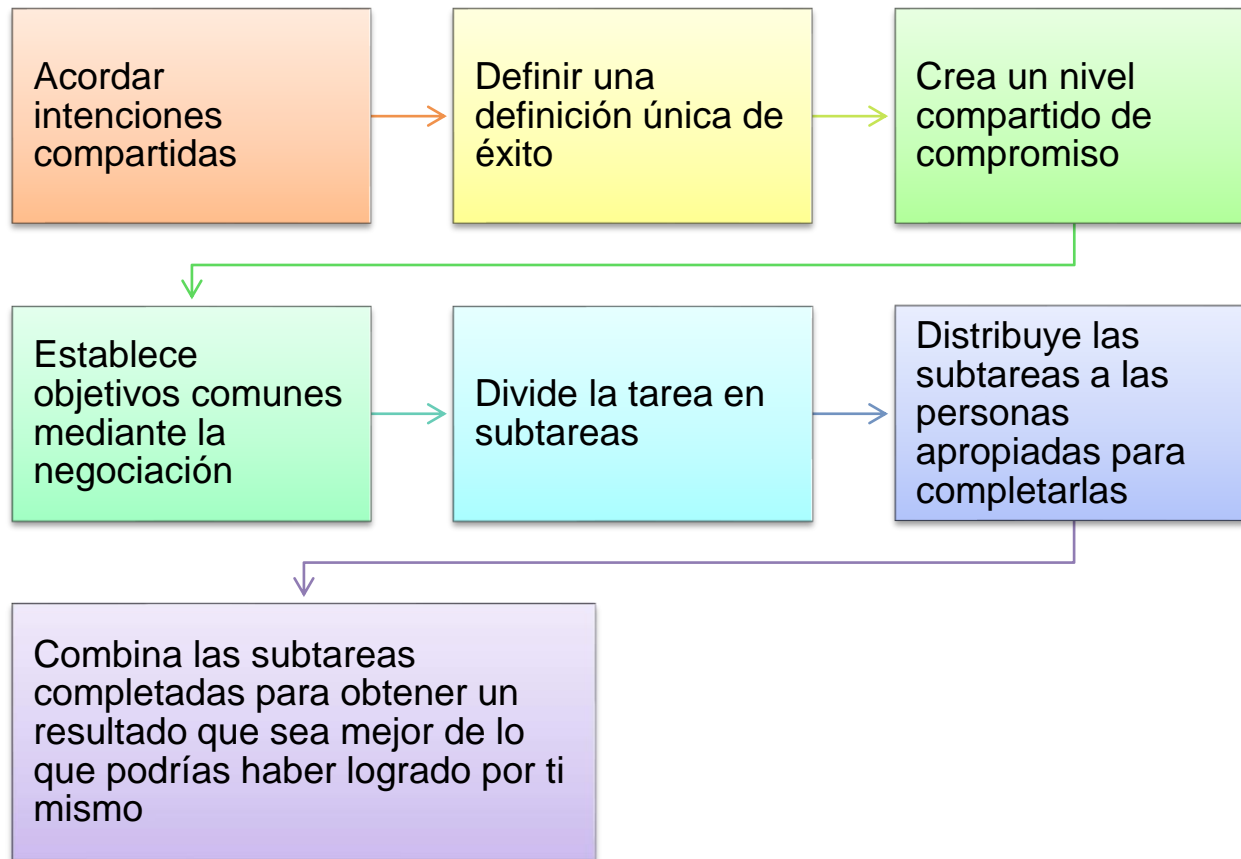 Acordar
intenciones
compartidas
Definir una
definición única de
éxito
Crea un nivel
compartido de
compromiso
Establece
objetivos comunes
mediante la
negociación
Divide la tarea en
subtareas
Distribuye las
subtareas a las
personas
apropiadas para
completarlas
Combina las subtareas
completadas para obtener un
resultado que sea mejor de lo
que podrías haber logrado por ti
mismo